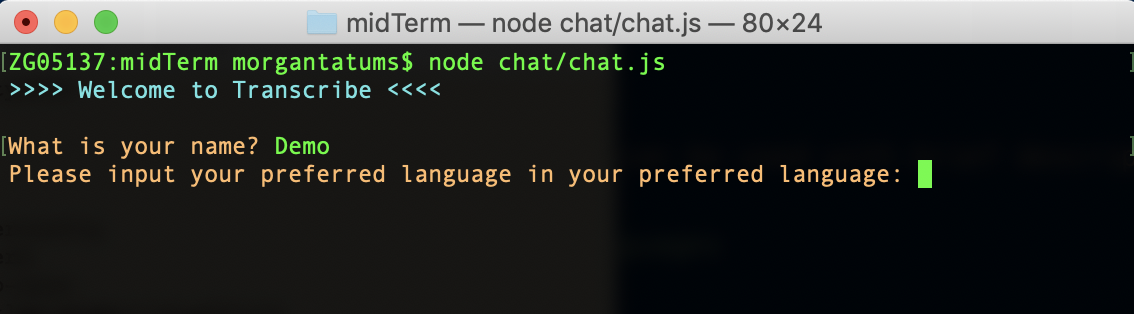 midTerm — node chat/chat.js — 80×24
[ZG05137:midTerm morgantatums$ node chat/chat.js ]
>>>> Welcome to Transcribe <<<<
[What is your name? Demo ]
Please input your preferred language in your preferred language: